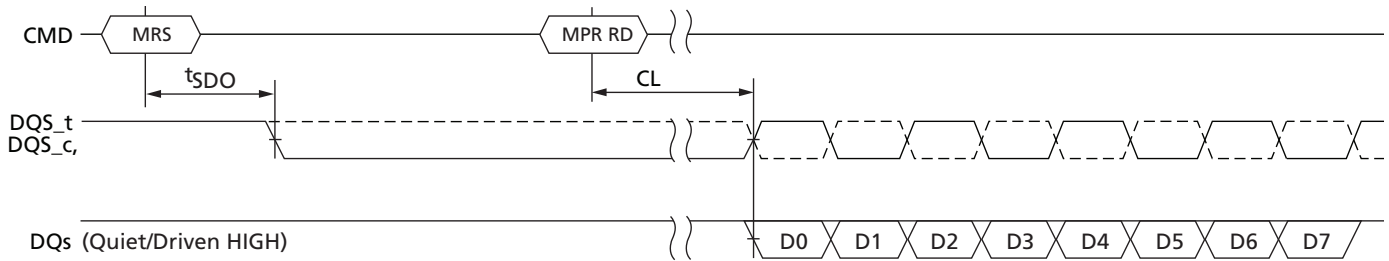 CMD MRS MPR RD
tSDO CL
DQS_t
DQS_c,
DQs (Quiet/Driven HIGH) D0 D1 D2 D3 D4 D5 D6 D7